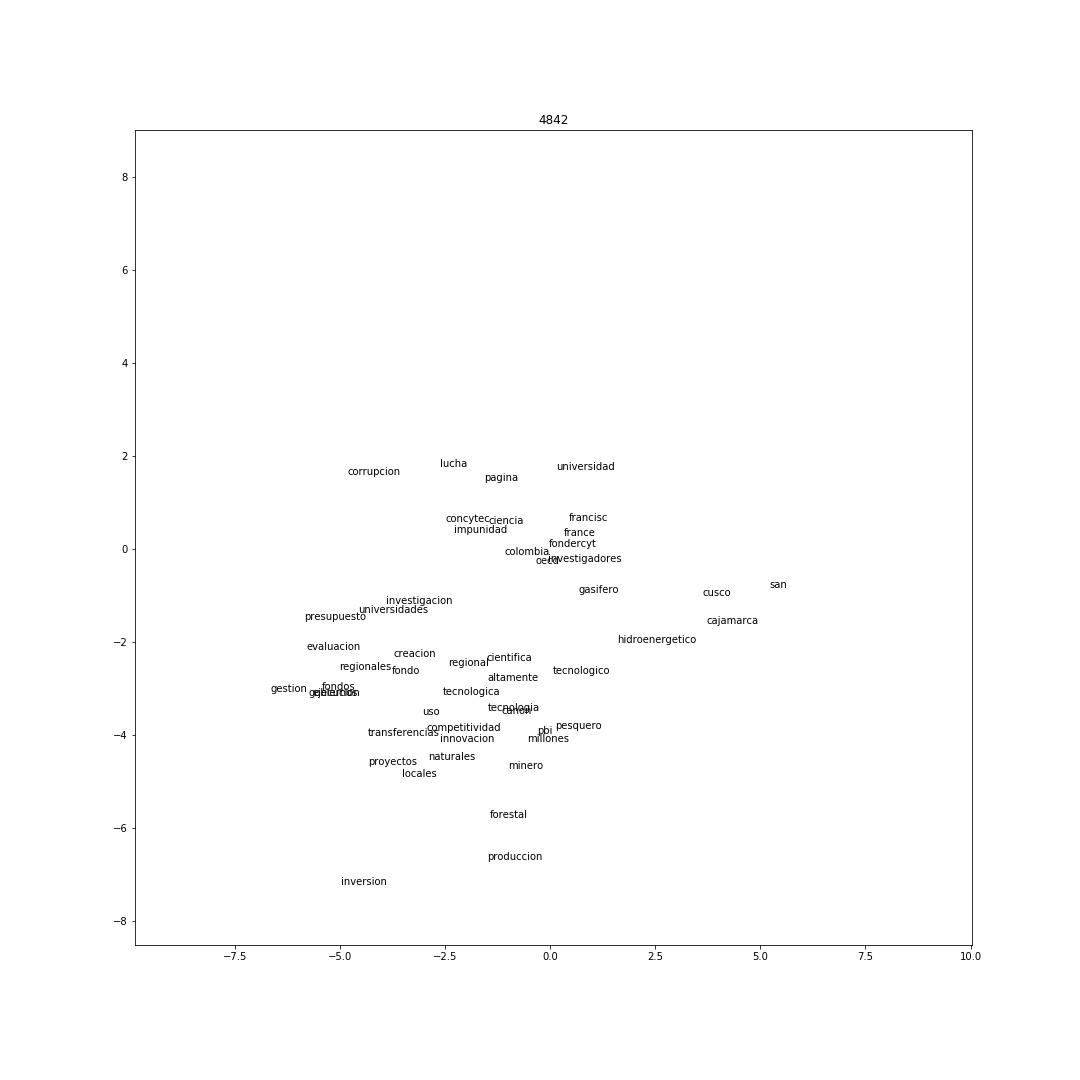 4842
8
6
4
2
0
−2
−4
−6
−8
lucha
universidad
corrupcion
pagina
concytec
ciencia
francisc
impunidad
france
fondercyt
colombia
oecd
investigadores
san
gasifero
cusco
investigacion
universidades
presupuesto
cajamarca
hidroenergetico
evaluacion
creacion
cientifica
regional
regionales
fondo
tecnologico
altamente
fondos
gestion
ejecucion
tecnologica
tecnologia
canon
uso
competitividad
pesquero
pbi
transferencias
innovacion
millones
naturales
proyectos
minero
locales
forestal
produccion
inversion
−7.5
−5.0
−2.5
0.0
2.5
5.0
7.5
10.0